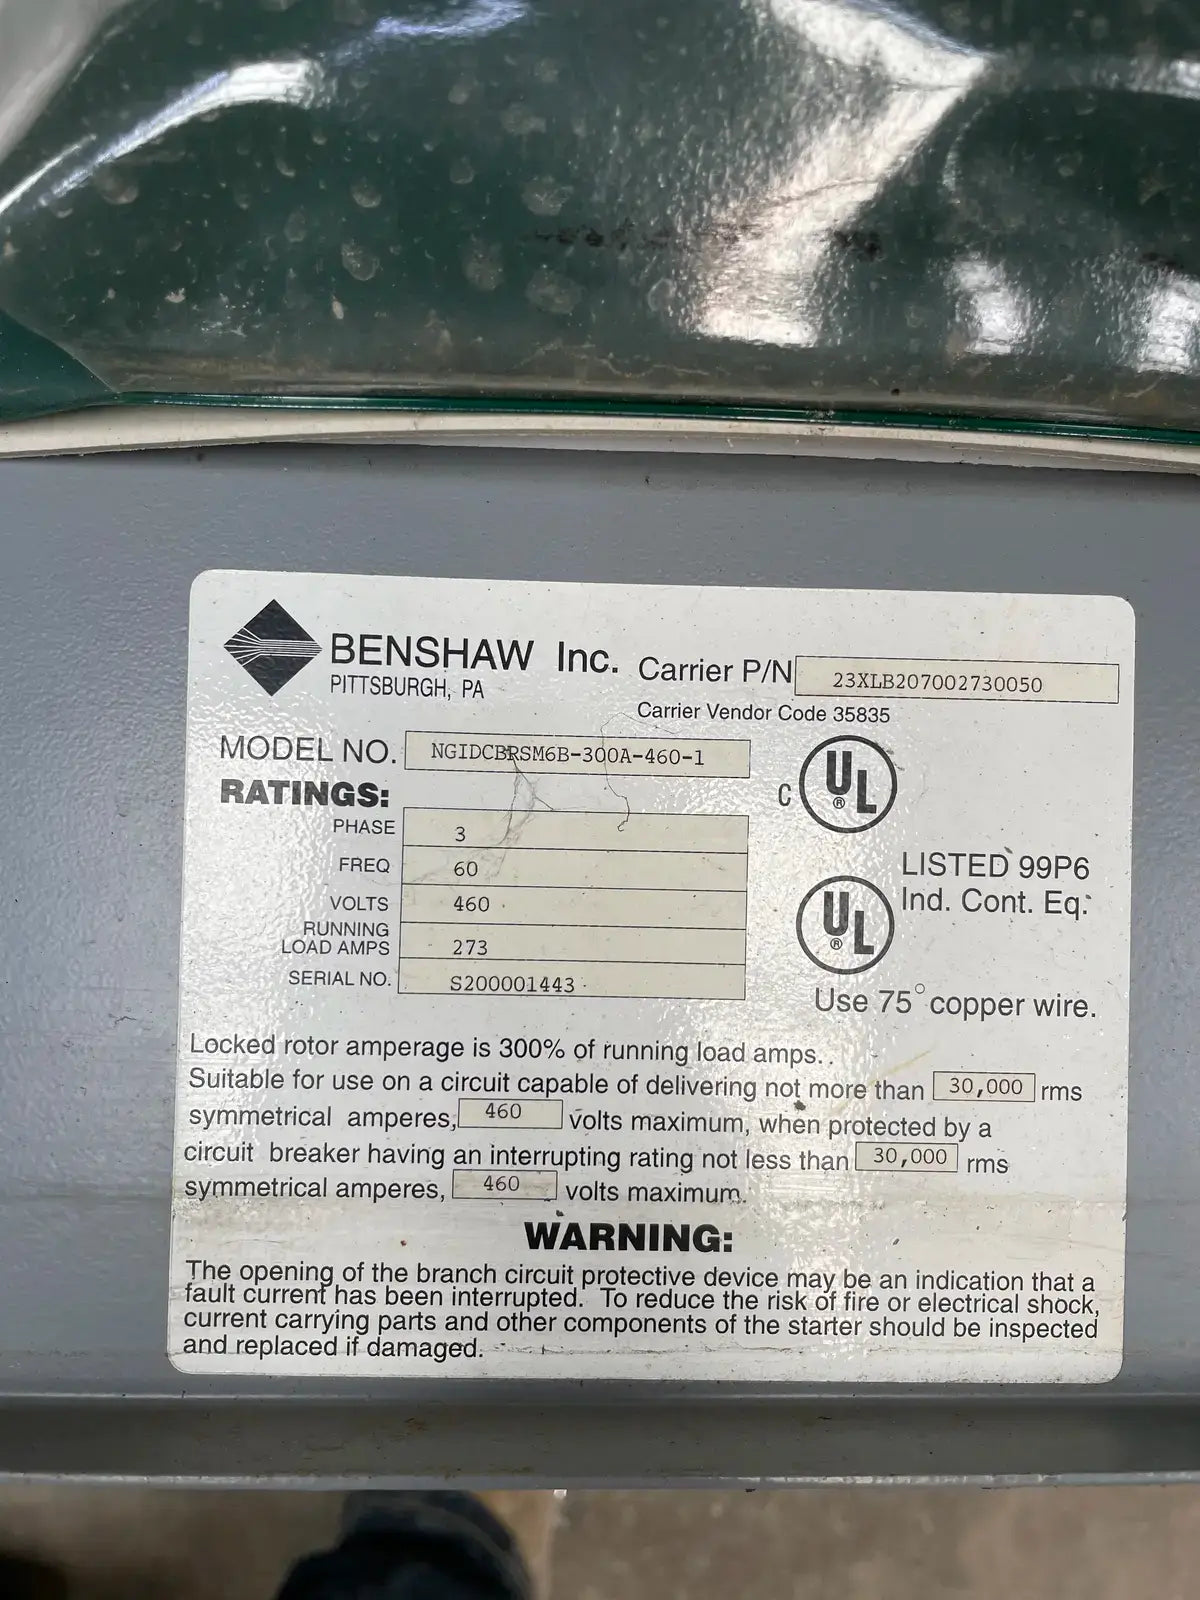 BENSHAW Inc.
PITTSBURGH, PA
Carrier P/N 23XLB207002730050
Carrier Vendor Code 35835
MODEL NO. NGIDCBRSM6B-300A-460-1
RATINGS:
PHASE 3
FREQ 60
VOLTS 460
RUNNING
LOAD AMPS 273
SERIAL NO. S200001443
C UL ®
LISTED 99P6
Ind. Cont. Eq.
UL ®
Use 75° copper wire.
Locked rotor amperage is 300% of running load amps.
Suitable for use on a circuit capable of delivering not more than 30,000 rms
symmetrical amperes, 460 volts maximum, when protected by a
circuit breaker having an interrupting rating not less than 30,000 rms
symmetrical amperes, 460 volts maximum.
WARNING:
The opening of the branch circuit protective device may be an indication that a
fault current has been interrupted. To reduce the risk of fire or electrical shock,
current carrying parts and other components of the starter should be inspected
and replaced if damaged.